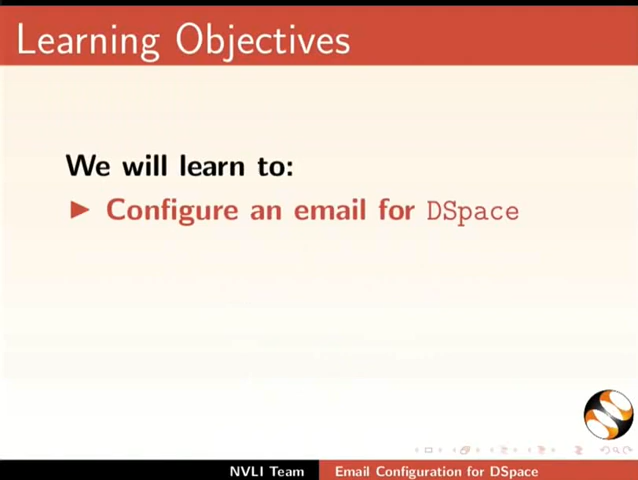 Learning Objectives
We will learn to:
Configure an email for DSpace
NVLI Team Email Configuration for DSpace